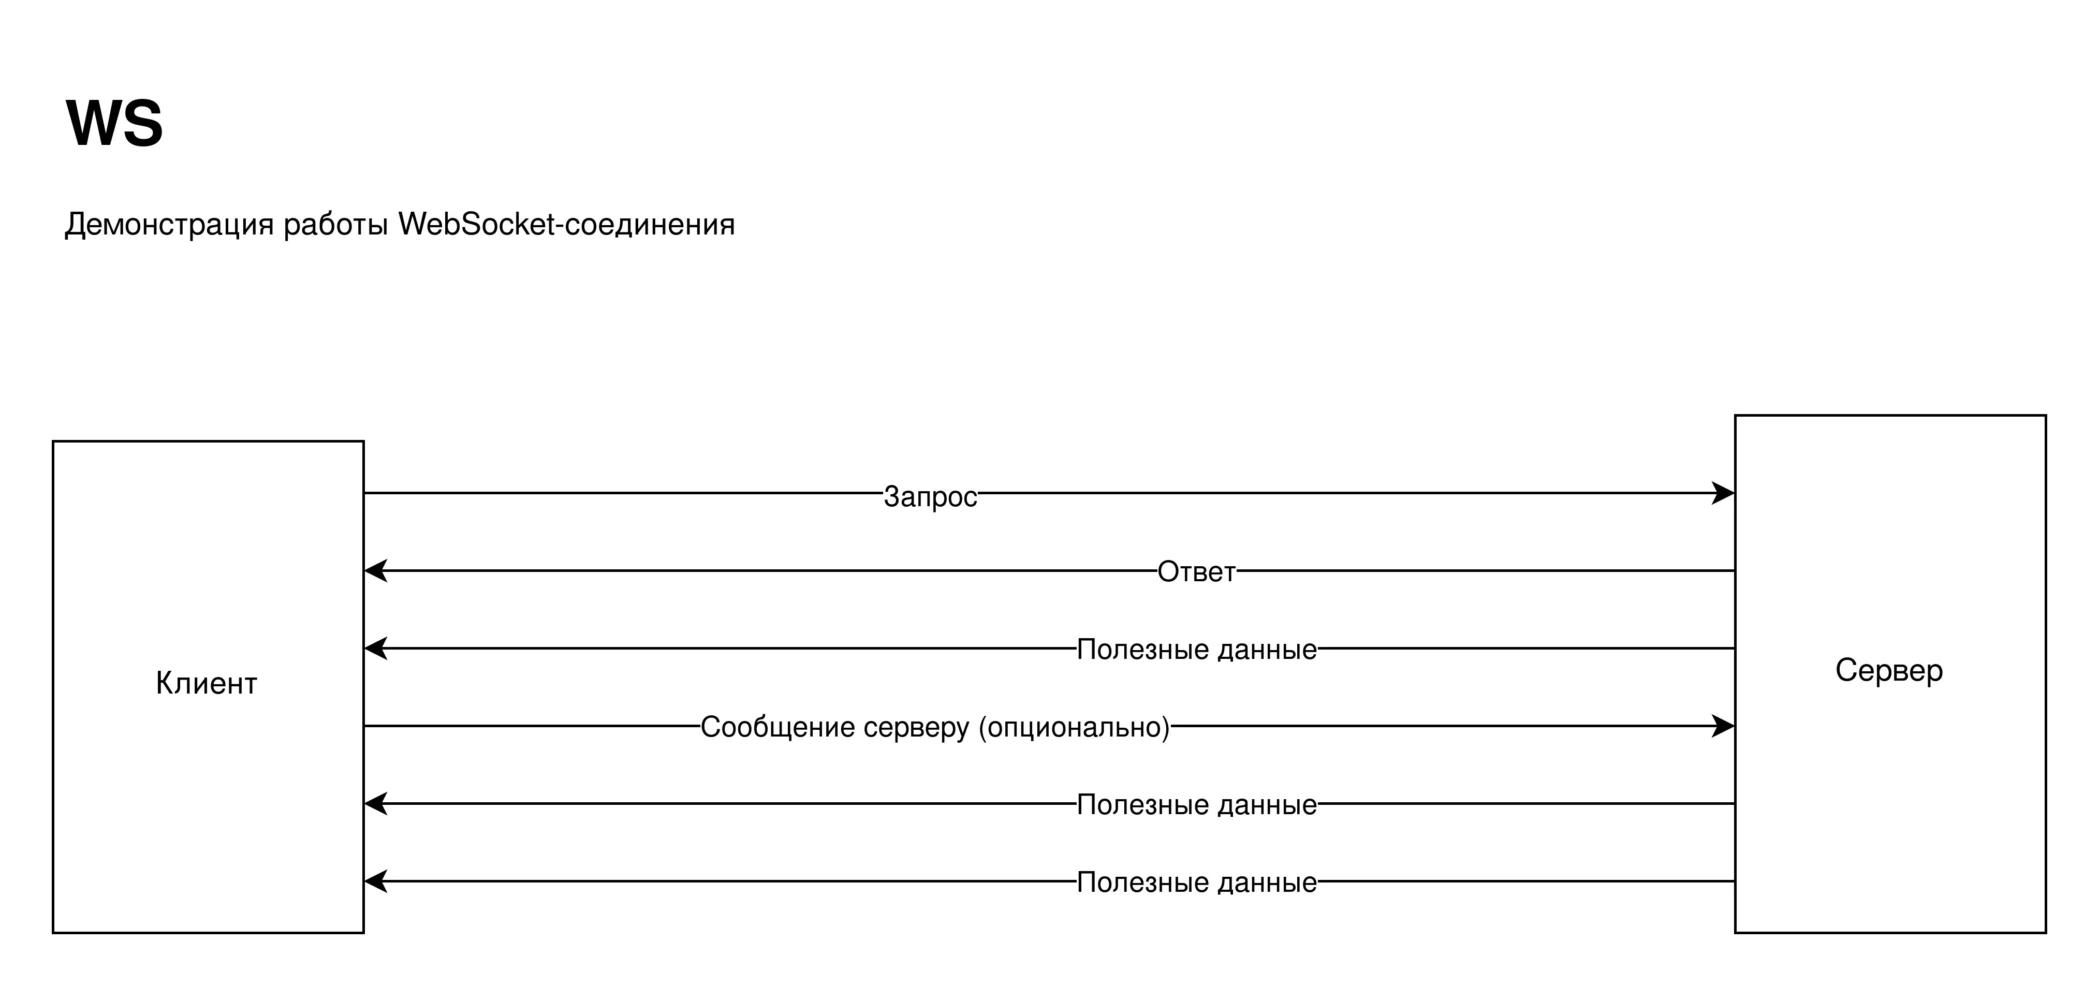 WS
Демонстрация работы WebSocket-соединения
Запрос
Ответ
Полезные данные
Клиент
Сервер
Сообщение серверу (опционально)
Полезные данные
Полезные данные